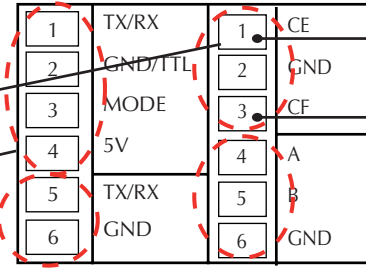 1 TX/RX 1 CE
2 GND/TTL 2 GND
3 MODE 3 CF
4 5V 4 A
5 TX/RX 5 B
6 GND 6 GND